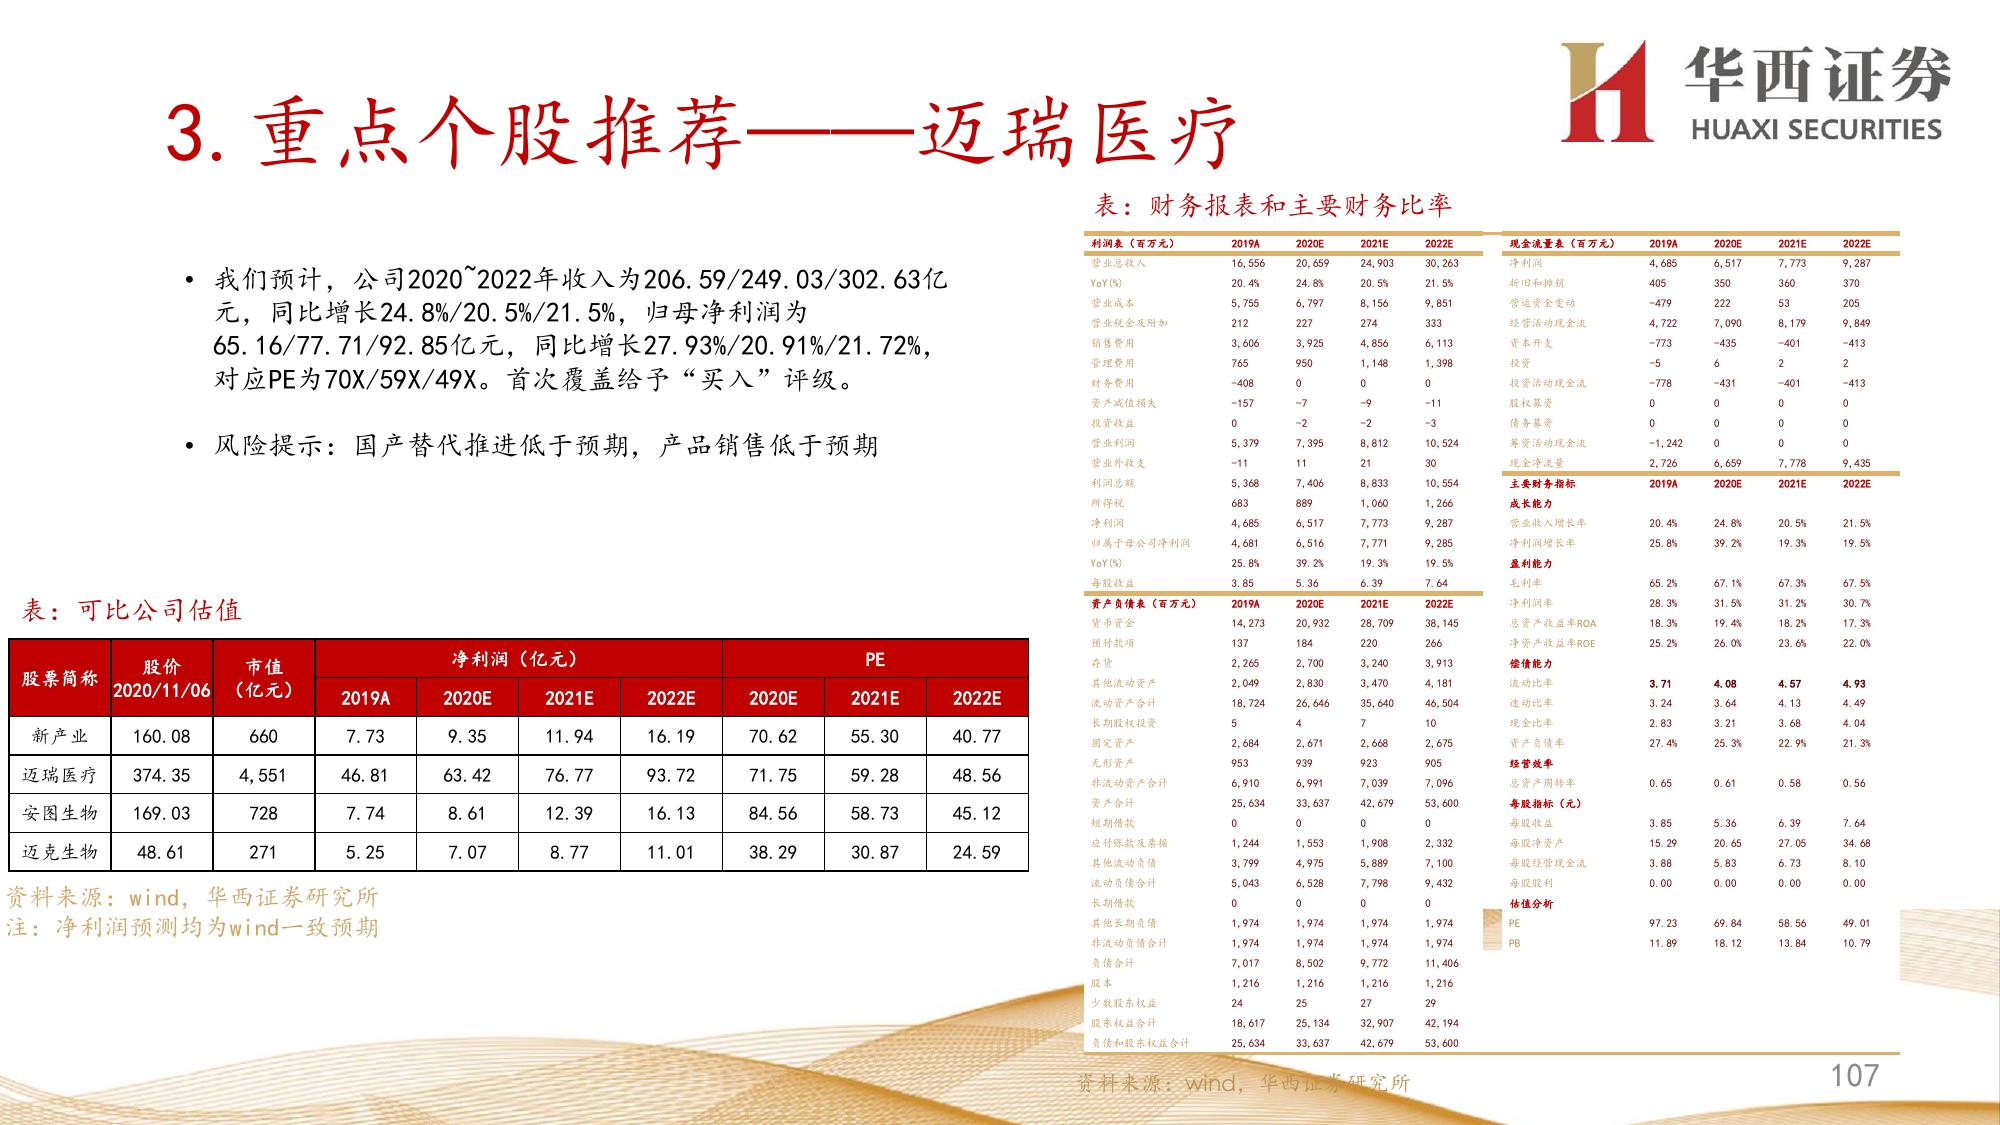 华西证券
HUAXI SECURITIES
3. 重点个股推荐——迈瑞医疗
• 我们预计，公司2020~2022年收入为206.59/249.03/302.63亿
元，同比增长24.8%/20.5%/21.5%，归母净利润为
65.16/77.71/92.85亿元，同比增长27.93%/20.91%/21.72%，
对应PE为70X/59X/49X。首次覆盖给予“买入”评级。
• 风险提示：国产替代推进低于预期，产品销售低于预期
表：可比公司估值
股票简称 股价 2020/11/06 市值（亿元） 净利润（亿元） PE
2019A 2020E 2021E 2022E 2020E 2021E 2022E
新产业 160.08 660 7.73 9.35 11.94 16.19 70.62 55.30 40.77
迈瑞医疗 374.35 4,551 46.81 63.42 76.77 93.72 71.75 59.28 48.56
安图生物 169.03 728 7.74 8.61 12.39 16.13 84.56 58.73 45.12
迈克生物 48.61 271 5.25 7.07 8.77 11.01 38.29 30.87 24.59
资料来源：wind，华西证券研究所
注：净利润预测均为wind一致预期
表：财务报表和主要财务比率
利润表（百万元） 2019A 2020E 2021E 2022E
营业总收入 16,556 20,659 24,903 30,263
YoY(%) 20.4% 24.8% 20.5% 21.5%
营业成本 5,755 6,797 8,156 9,851
营业税金及附加 212 227 274 333
销售费用 3,606 3,925 4,856 6,113
管理费用 765 950 1,148 1,398
财务费用 -408 0 0 0
资产减值损失 -157 -7 -9 -11
投资收益 0 -2 -2 -3
营业利润 5,379 7,395 8,812 10,524
营业外收支 -11 11 21 30
利润总额 5,368 7,406 8,833 10,554
所得税 683 889 1,060 1,266
净利润 4,685 6,517 7,773 9,287
归属于母公司净利润 4,681 6,516 7,771 9,285
YoY(%) 25.8% 39.2% 19.3% 19.5%
每股收益 3.85 5.36 6.39 7.64
资产负债表（百万元） 2019A 2020E 2021E 2022E
货币资金 14,273 20,932 28,709 38,145
预付款项 137 184 220 266
存货 2,265 2,700 3,240 3,913
其他流动资产 2,049 2,830 3,470 4,181
流动资产合计 18,724 26,646 35,640 46,504
长期股权投资 5 4 7 10
固定资产 2,684 2,671 2,668 2,675
无形资产 953 939 923 905
非流动资产合计 6,910 6,991 7,039 7,096
资产合计 25,634 33,637 42,679 53,600
短期借款 0 0 0 0
应付账款及票据 1,244 1,553 1,908 2,332
其他流动负债 3,799 4,975 5,889 7,100
流动负债合计 5,043 6,528 7,798 9,432
长期借款 0 0 0 0
其他长期负债 1,974 1,974 1,974 1,974
非流动负债合计 1,974 1,974 1,974 1,974
负债合计 7,017 8,502 9,772 11,406
股本 1,216 1,216 1,216 1,216
少数股东权益 24 25 27 29
股东权益合计 18,617 25,134 32,907 42,194
负债和股东权益合计 25,634 33,637 42,679 53,600
现金流量表（百万元） 2019A 2020E 2021E 2022E
净利润 4,685 6,517 7,773 9,287
折旧和摊销 405 350 360 370
营运资金变动 -479 222 53 205
经营活动现金流 4,722 7,090 8,179 9,849
资本开支 -773 -435 -401 -413
投资 -5 6 2 2
投资活动现金流 -778 -431 -401 -413
股权募资 0 0 0 0
债务募资 0 0 0 0
筹资活动现金流 -1,242 0 0 0
现金净流量 2,726 6,659 7,778 9,435
主要财务指标 2019A 2020E 2021E 2022E
成长能力
营业收入增长率 20.4% 24.8% 20.5% 21.5%
净利润增长率 25.8% 39.2% 19.3% 19.5%
盈利能力
毛利率 65.2% 67.1% 67.3% 67.5%
净利润率 28.3% 31.5% 31.2% 30.7%
总资产收益率ROA 18.3% 19.4% 18.2% 17.3%
净资产收益率ROE 25.2% 26.0% 23.6% 22.0%
偿债能力
流动比率 3.71 4.08 4.57 4.93
速动比率 3.24 3.64 4.13 4.49
现金比率 2.83 3.21 3.68 4.04
资产负债率 27.4% 25.3% 22.9% 21.3%
经营效率
总资产周转率 0.65 0.61 0.58 0.56
每股指标（元）
每股收益 3.85 5.36 6.39 7.64
每股净资产 15.29 20.65 27.05 34.68
每股经营现金流 3.88 5.83 6.73 8.10
每股股利 0.00 0.00 0.00 0.00
估值分析
PE 97.23 69.84 58.56 49.01
PB 11.89 18.12 13.84 10.79
资料来源：wind，华西证券研究所
107